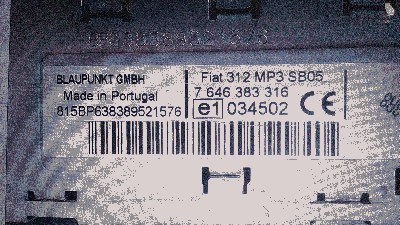 BLAUPUNKT GMBH
Made in Portugal
815BP638389521576
Fiat 312 MP3 SB05
7 646 383 316
e1 034502 CE